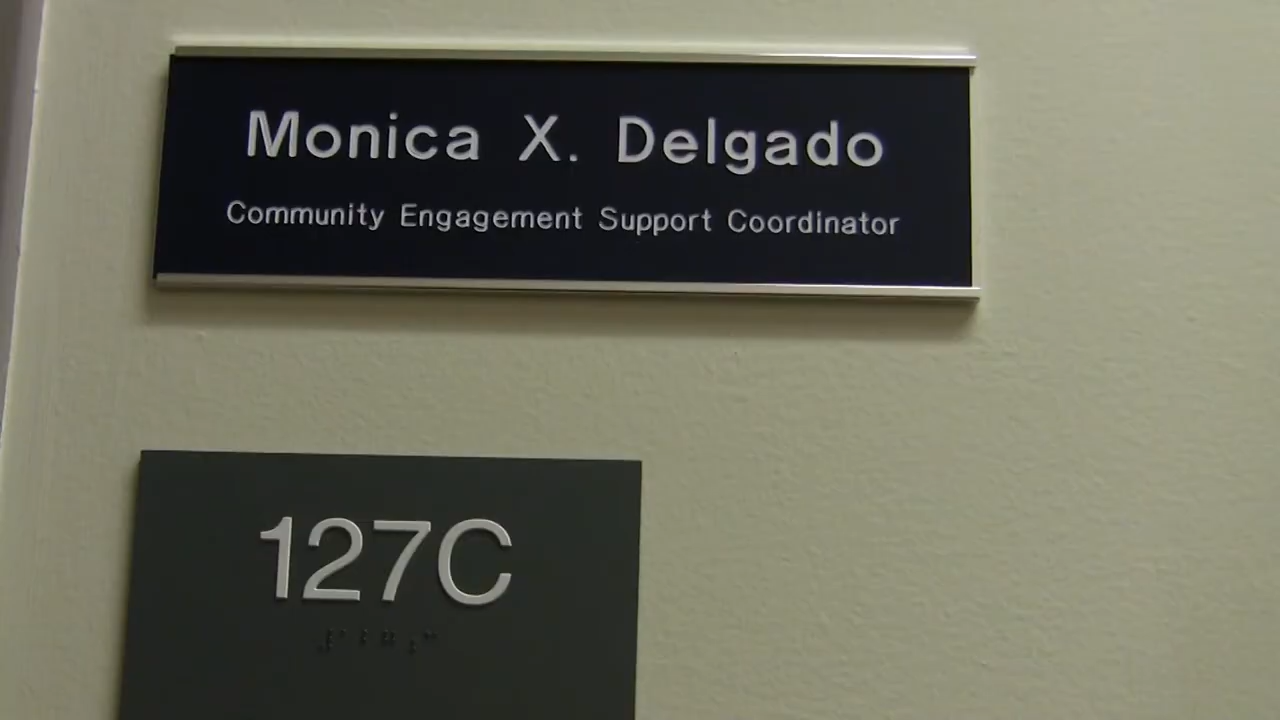 Monica X. Delgado
Community Engagement Support Coordinator
127C